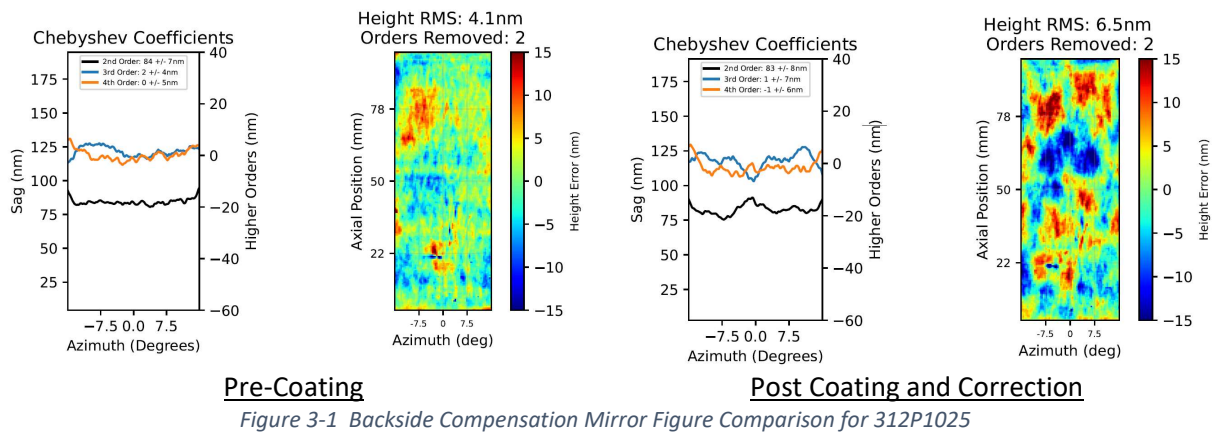 Chebyshev Coefficients
2nd Order: 84 +/- 7nm
3rd Order: 2 +/- 4nm
4th Order: 0 +/- 5nm
175
150
125
100
75
50
25
Sag (nm)
40
20
0
−20
−40
−60
Higher Orders (nm)
−7.5 0.0 7.5
Azimuth (Degrees)
Height RMS: 4.1nm
Orders Removed: 2
78
50
22
Axial Position (mm)
-7.5 0 7.5
Azimuth (deg)
15
10
5
0
−5
−10
−15
Height Error (nm)
Chebyshev Coefficients
2nd Order: 83 +/- 8nm
3rd Order: 1 +/- 7nm
4th Order: -1 +/- 6nm
175
150
125
100
75
50
25
Sag (nm)
40
20
0
−20
−40
−60
Higher Orders (nm)
−7.5 0.0 7.5
Azimuth (Degrees)
Height RMS: 6.5nm
Orders Removed: 2
78
50
22
Axial Position (mm)
-7.5 0 7.5
Azimuth (deg)
15
10
5
0
−5
−10
−15
Height Error (nm)
Pre-Coating
Post Coating and Correction
Figure 3-1 Backside Compensation Mirror Figure Comparison for 312P1025